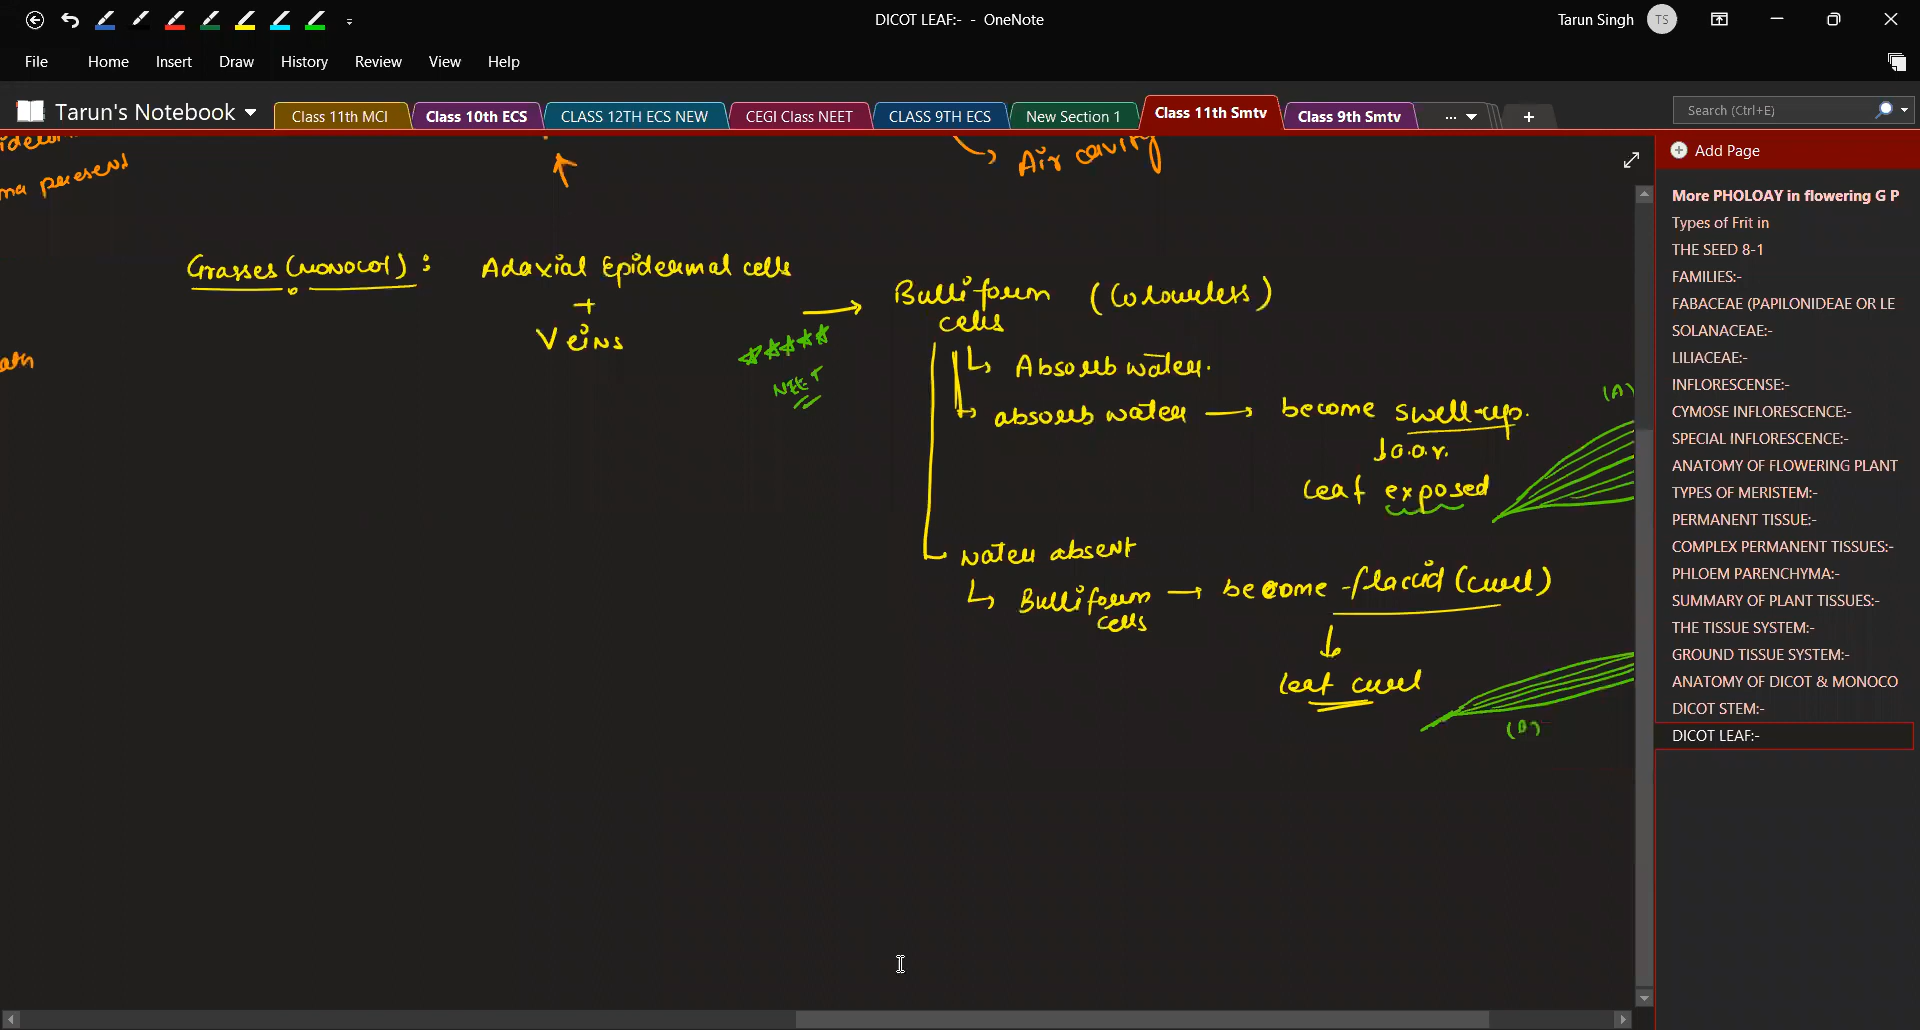 DICOT LEAF:- - OneNote
Tarun Singh TS
File Home Insert Draw History Review View Help
Tarun's Notebook
Class 11th MCI
Class 10th ECS
CLASS 12TH ECS NEW
CEGI Class NEET
CLASS 9TH ECS
New Section 1
Class 11th Smtv
Class 9th Smtv
...
Search (Ctrl+E)
Air cavity
Grasses (Monocot) :
Adaxial Epidermal cells
+
Veins
NEET
Bulliform (Colourless)
cells
Absorb water.
absorb water → become swell-up.
leaf exposed
(A)
water absent
Bulliform → become flaccid (curl)
cells
leaf curl
(B)
Add Page
More PHOLOAY in flowering G P
Types of Frit in
THE SEED 8-1
FAMILIES:-
FABACEAE (PAPILONIDEAE OR LE
SOLANACEAE:-
LILIACEAE:-
INFLORESCENSE:-
CYMOSE INFLORESCENCE:-
SPECIAL INFLORESCENCE:-
ANATOMY OF FLOWERING PLANT
TYPES OF MERISTEM:-
PERMANENT TISSUE:-
COMPLEX PERMANENT TISSUES:-
PHLOEM PARENCHYMA:-
SUMMARY OF PLANT TISSUES:-
THE TISSUE SYSTEM:-
GROUND TISSUE SYSTEM:-
ANATOMY OF DICOT & MONOCO
DICOT STEM:-
DICOT LEAF:-